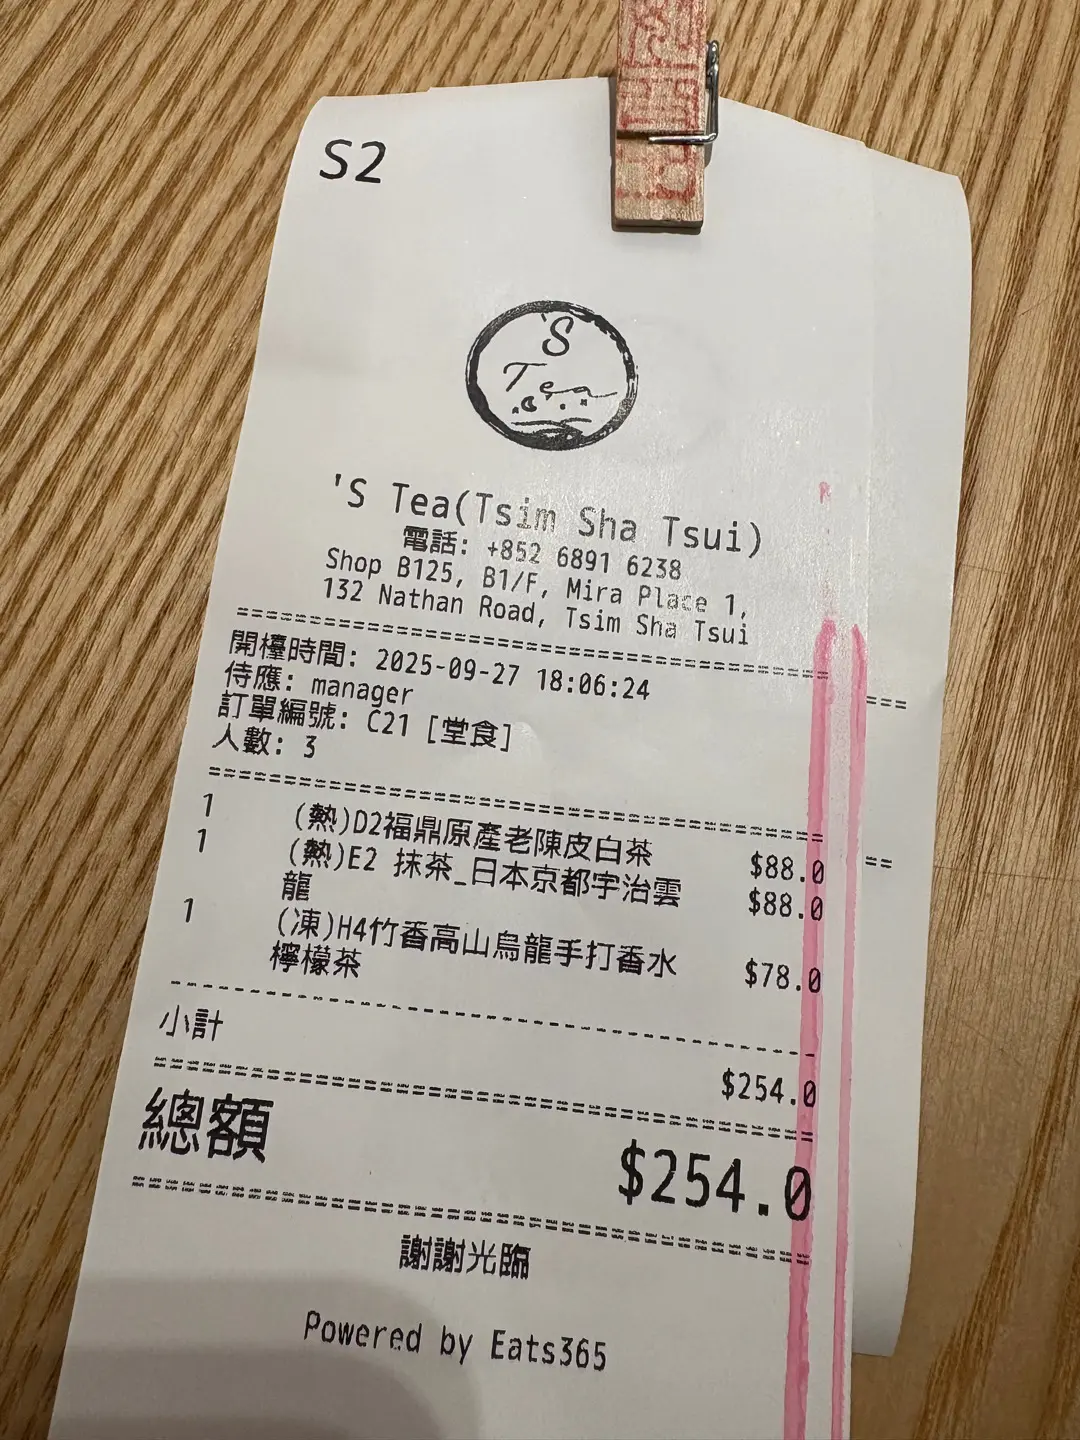 S2
'S
Tea
'S Tea(Tsim Sha Tsui)
電話: +852 6891 6238
Shop B125, B1/F, Mira Place 1,
132 Nathan Road, Tsim Sha Tsui
開檯時間: 2025-09-27 18:06:24
侍應: manager
訂單編號: C21 [堂食]
人數: 3
1 (熱)D2福鼎原產老陳皮白茶 $88.0
1 (熱)E2 抹茶_日本京都宇治雲 $88.0
龍
1 (凍)H4竹香高山烏龍手打香水 $78.0
檸檬茶
小計 $254.0
總額 $254.0
謝謝光臨
Powered by Eats365